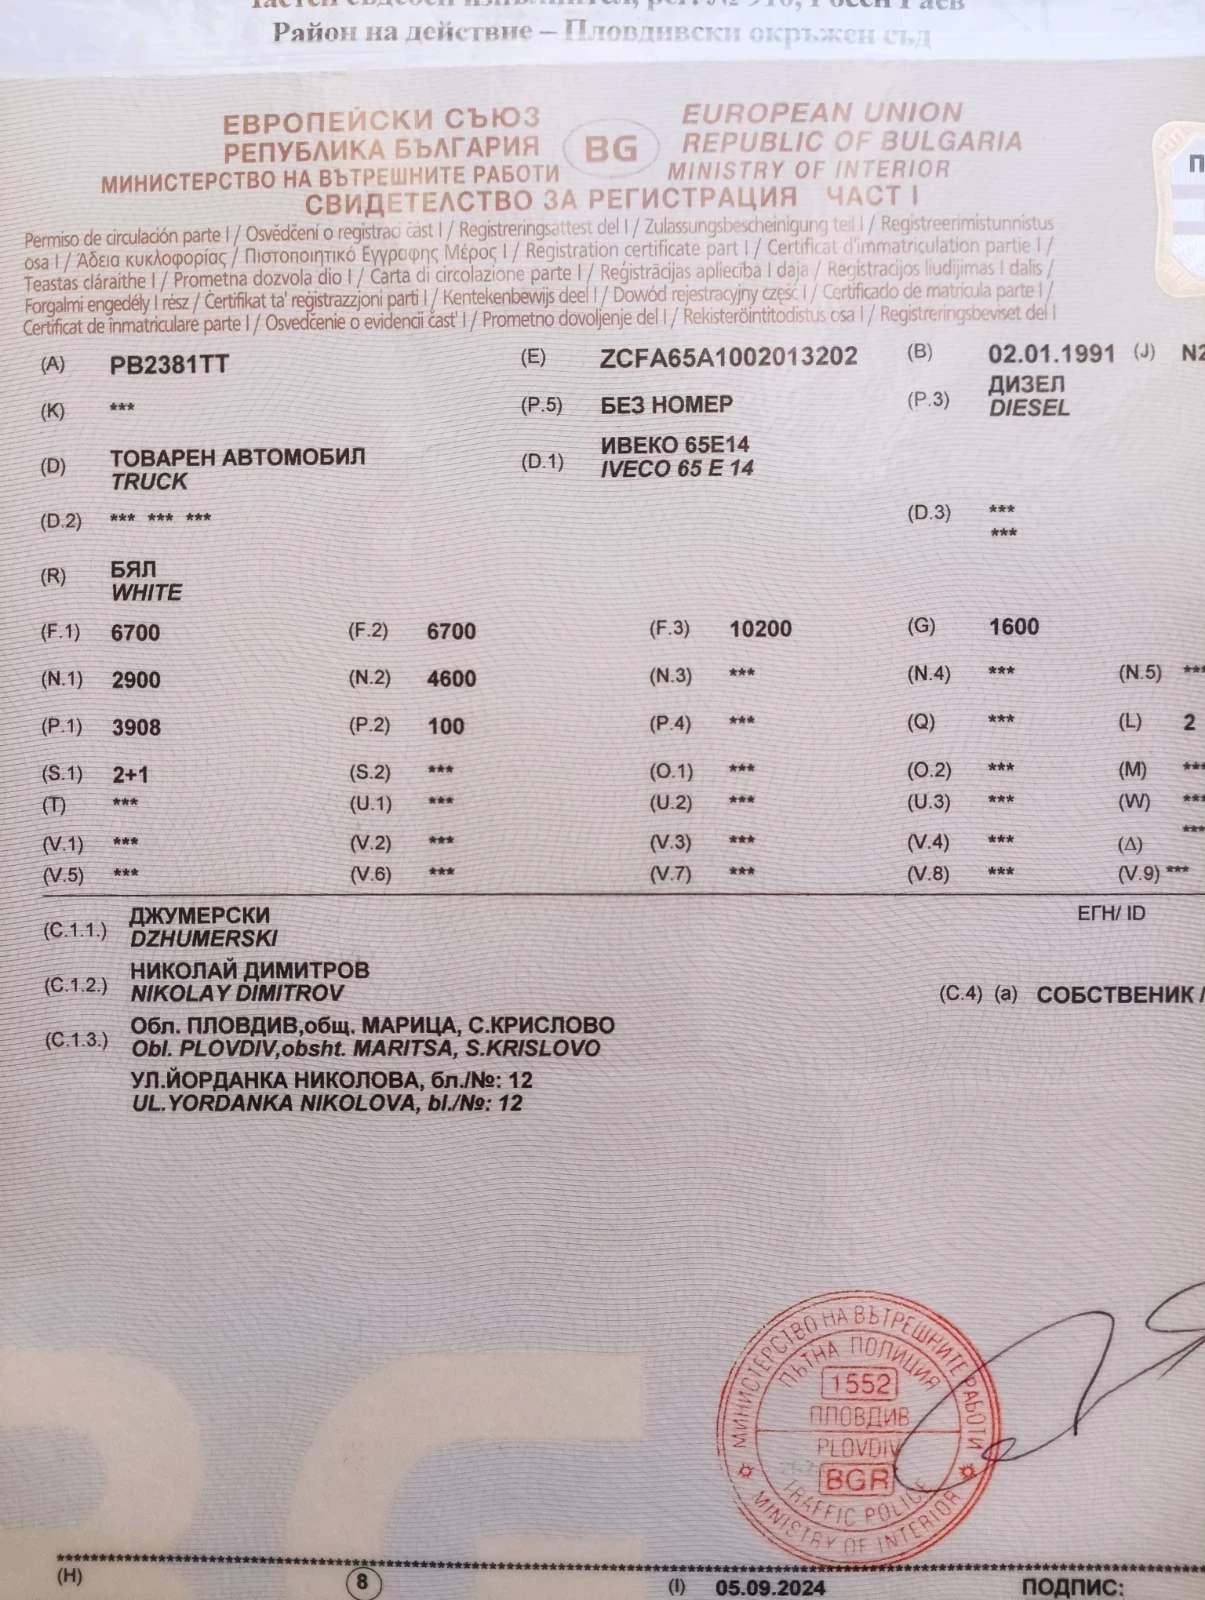 Район на действие – Пловдивски окръжен съд
ЕВРОПЕЙСКИ СЪЮЗ
РЕПУБЛИКА БЪЛГАРИЯ
МИНИСТЕРСТВО НА ВЪТРЕШНИТЕ РАБОТИ
BG
EUROPEAN UNION
REPUBLIC OF BULGARIA
MINISTRY OF INTERIOR
СВИДЕТЕЛСТВО ЗА РЕГИСТРАЦИЯ ЧАСТ I
Permiso de circulación parte I / Osvědčení o registraci část I / Registreringsattest del I / Zulassungsbescheinigung teil I / Registreerimistunnistus
osa I / Άδεια κυκλοφορίας / Πιστοποιητικό Εγγραφης Μέρος I / Registration certificate part I / Certificat d'immatriculation partie I /
Teastas cláraithe I / Prometna dozvola dio I / Carta di circolazione parte I / Reģistrācijas apliecība I daļa / Registracijos liudijimas I dalis /
Forgalmi engedély I rész / Ċertifikat ta' reġistrazzjoni parti I / Kentekenbewijs deel I / Dowód rejestracyjny część I / Certificado de matrícula parte I /
Certificat de inmatriculare parte I / Osvedčenie o evidencii časť I / Prometno dovoljenje del I / Rekisteröintitodistus osa I / Registreringsbeviset del I
(A) PB2381TT (E) ZCFA65A1002013202 (B) 02.01.1991 (J) N2
(K) *** (P.5) БЕЗ НОМЕР (P.3) ДИЗЕЛ
DIESEL
(D) ТОВАРЕН АВТОМОБИЛ (D.1) ИВЕКО 65Е14
TRUCK IVECO 65 E 14
(D.2) *** *** *** (D.3) ***
***
(R) БЯЛ
WHITE
(F.1) 6700 (F.2) 6700 (F.3) 10200 (G) 1600
(N.1) 2900 (N.2) 4600 (N.3) *** (N.4) *** (N.5) ***
(P.1) 3908 (P.2) 100 (P.4) *** (Q) *** (L) 2
(S.1) 2+1 (S.2) *** (O.1) *** (O.2) *** (M) ***
(T) *** (U.1) *** (U.2) *** (U.3) *** (W) ***
(V.1) *** (V.2) *** (V.3) *** (V.4) *** (Δ) ***
(V.5) *** (V.6) *** (V.7) *** (V.8) *** (V.9) ***
(C.1.1.) ДЖУМЕРСКИ ЕГН/ ID
DZHUMERSKI
(C.1.2.) НИКОЛАЙ ДИМИТРОВ
NIKOLAY DIMITROV (C.4) (a) СОБСТВЕНИК /
(C.1.3.) Обл. ПЛОВДИВ,общ. МАРИЦА, С.КРИСЛОВО
Obl. PLOVDIV,obsht. MARITSA, S.KRISLOVO
УЛ.ЙОРДАНКА НИКОЛОВА, бл./№: 12
UL.YORDANKA NIKOLOVA, bl./№: 12
МИНИСТЕРСТВО НА ВЪТРЕШНИТЕ РАБОТИ
ПЪТНА ПОЛИЦИЯ
1552
ПЛОВДИВ
PLOVDIV
BGR
TRAFFIC POLICE
MINISTRY OF INTERIOR
(H) 8 (I) 05.09.2024 ПОДПИС: